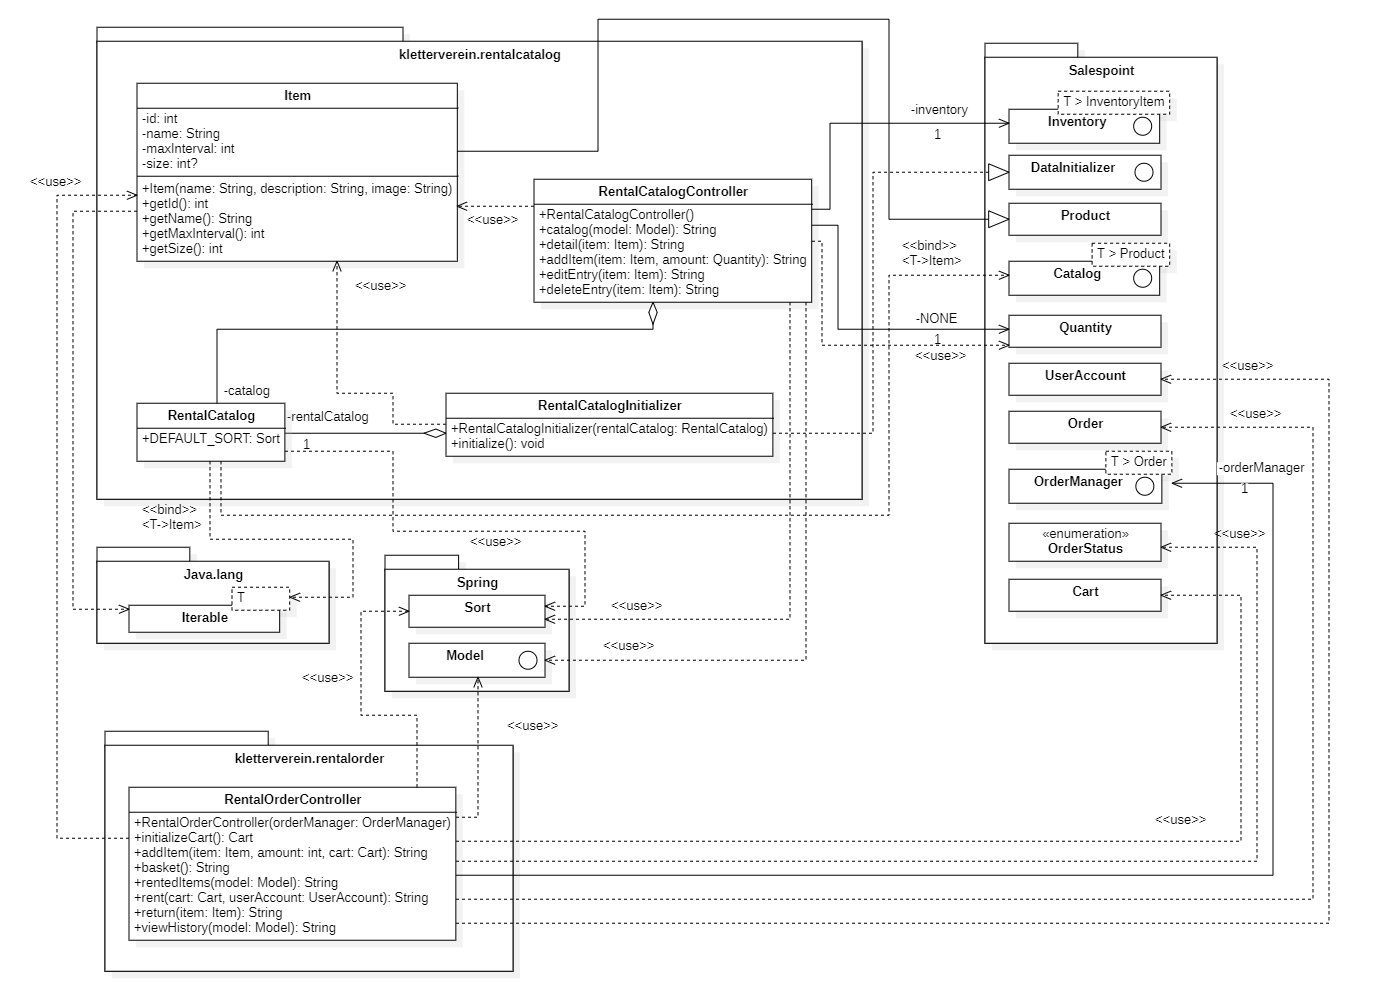 kletterverein.rentalcatalog
Item
-id: int
-name: String
-maxInterval: int
-size: int?
+Item(name: String, description: String, image: String)
+getId(): int
+getName(): String
+getMaxInterval(): int
+getSize(): int
<<use>>
<<use>>
<<use>>
RentalCatalogController
+RentalCatalogController()
+catalog(model: Model): String
+detail(item: Item): String
+addItem(item: Item, amount: Quantity): String
+editEntry(item: Item): String
+deleteEntry(item: Item): String
-catalog
RentalCatalog
+DEFAULT_SORT: Sort
-rentalCatalog
1
RentalCatalogInitializer
+RentalCatalogInitializer(rentalCatalog: RentalCatalog)
+initialize(): void
Salespoint
T > InventoryItem
-inventory
1
Inventory
DataInitializer
Product
<<bind>>
<T->Item>
T > Product
Catalog
-NONE
1
<<use>>
Quantity
UserAccount
<<use>>
Order
<<use>>
T > Order
OrderManager
-orderManager
1
«enumeration»
OrderStatus
<<use>>
Cart
<<bind>>
<T->Item>
Java.lang
T
Iterable
<<use>>
Spring
Sort
<<use>>
Model
<<use>>
<<use>>
<<use>>
kletterverein.rentalorder
RentalOrderController
+RentalOrderController(orderManager: OrderManager)
+initializeCart(): Cart
+addItem(item: Item, amount: int, cart: Cart): String
+basket(): String
+rentedItems(model: Model): String
+rent(cart: Cart, userAccount: UserAccount): String
+return(item: Item): String
+viewHistory(model: Model): String
<<use>>